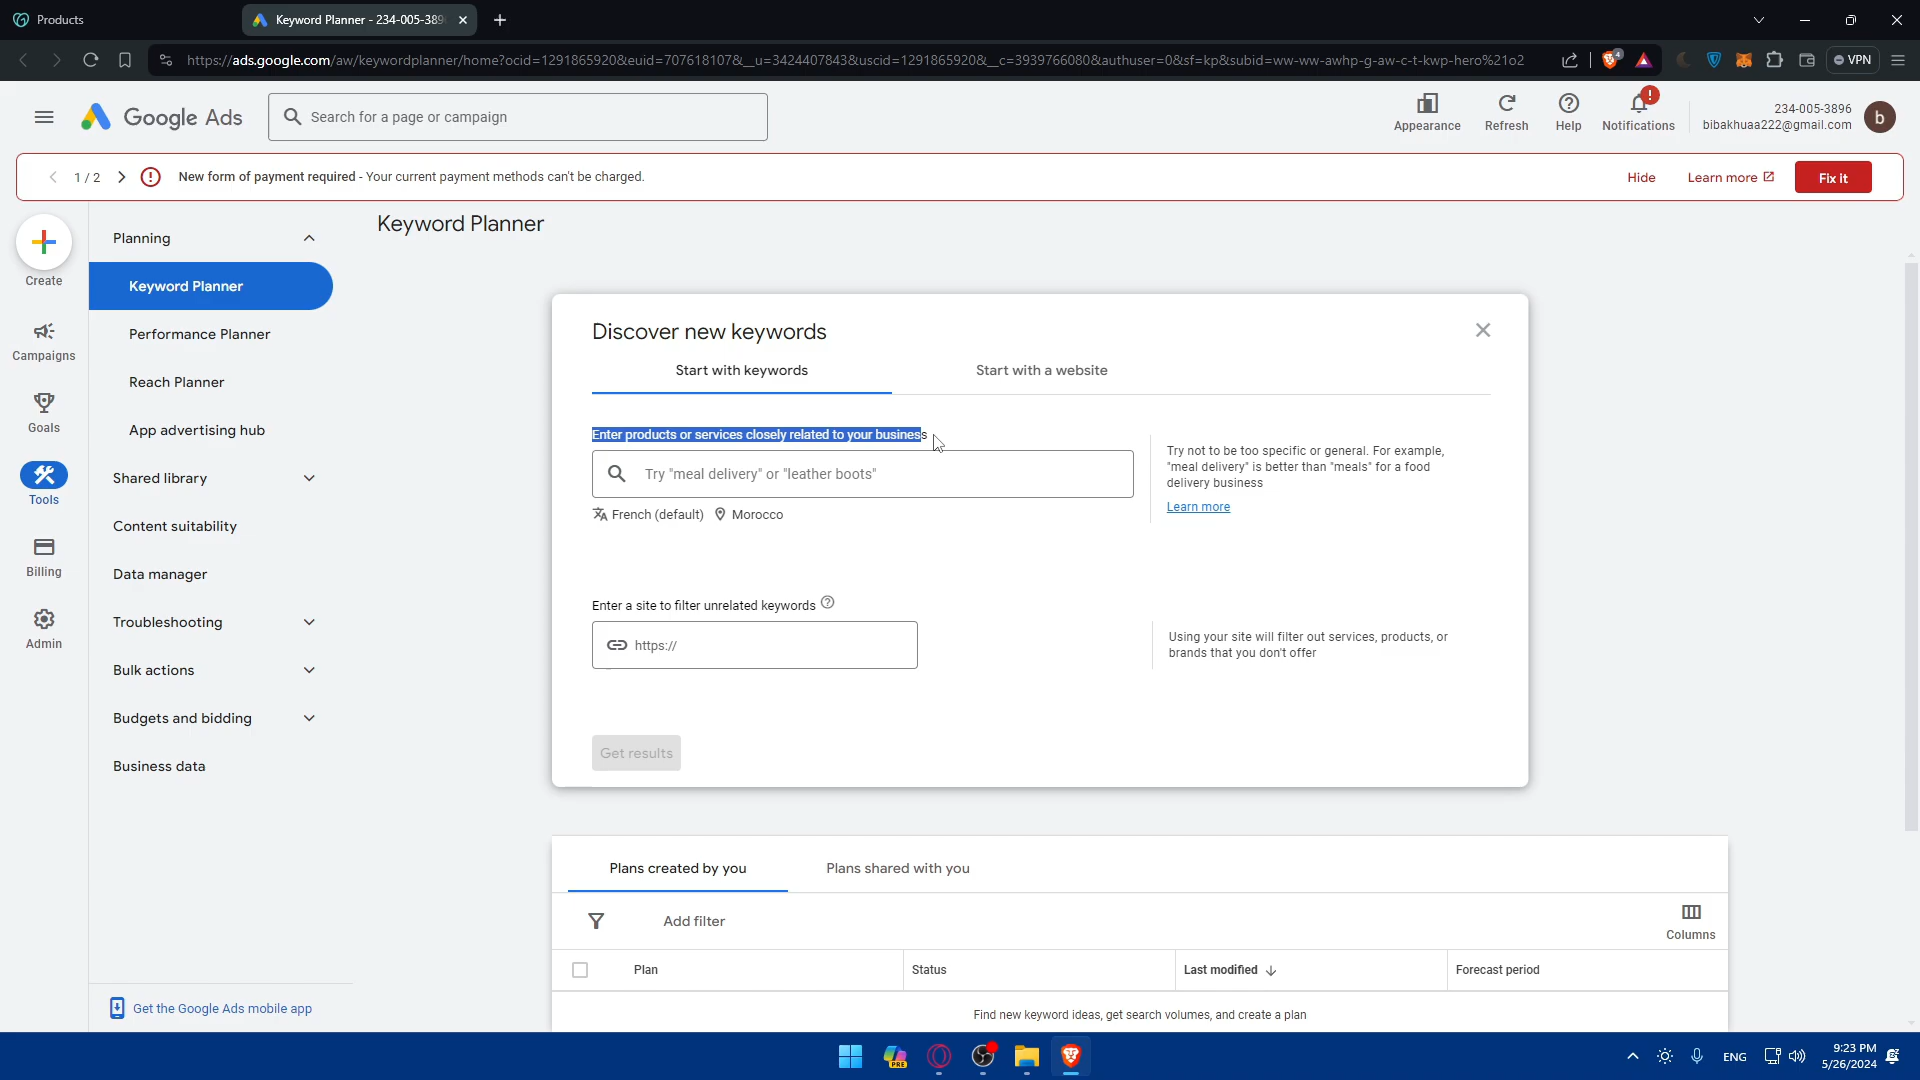 Products
Keyword Planner - 234-005-389
https://ads.google.com/aw/keywordplanner/home?ocid=1291865920&euid=707618107&__u=3424407843&uscid=1291865920&__c=3939766080&authuser=0&sf=kp&subid=ww-ww-awhp-g-aw-c-t-kwp-hero%21o2
4
VPN
Google Ads
Search for a page or campaign
Appearance
Refresh
Help
Notifications
234-005-3896
bibakhuaa222@gmail.com
b
1 / 2
New form of payment required - Your current payment methods can't be charged.
Hide
Learn more
Fix it
Create
Campaigns
Goals
Tools
Billing
Admin
Planning
Keyword Planner
Performance Planner
Reach Planner
App advertising hub
Shared library
Content suitability
Data manager
Troubleshooting
Bulk actions
Budgets and bidding
Business data
Get the Google Ads mobile app
Keyword Planner
Discover new keywords
Start with keywords
Start with a website
Enter products or services closely related to your business
Try "meal delivery" or "leather boots"
French (default)
Morocco
Try not to be too specific or general. For example,
"meal delivery" is better than "meals" for a food
delivery business
Learn more
Enter a site to filter unrelated keywords
https://
Using your site will filter out services, products, or
brands that you don't offer
Get results
Plans created by you
Plans shared with you
Add filter
Columns
Plan
Status
Last modified
Forecast period
Find new keyword ideas, get search volumes, and create a plan
PRE
ENG
9:23 PM
5/26/2024